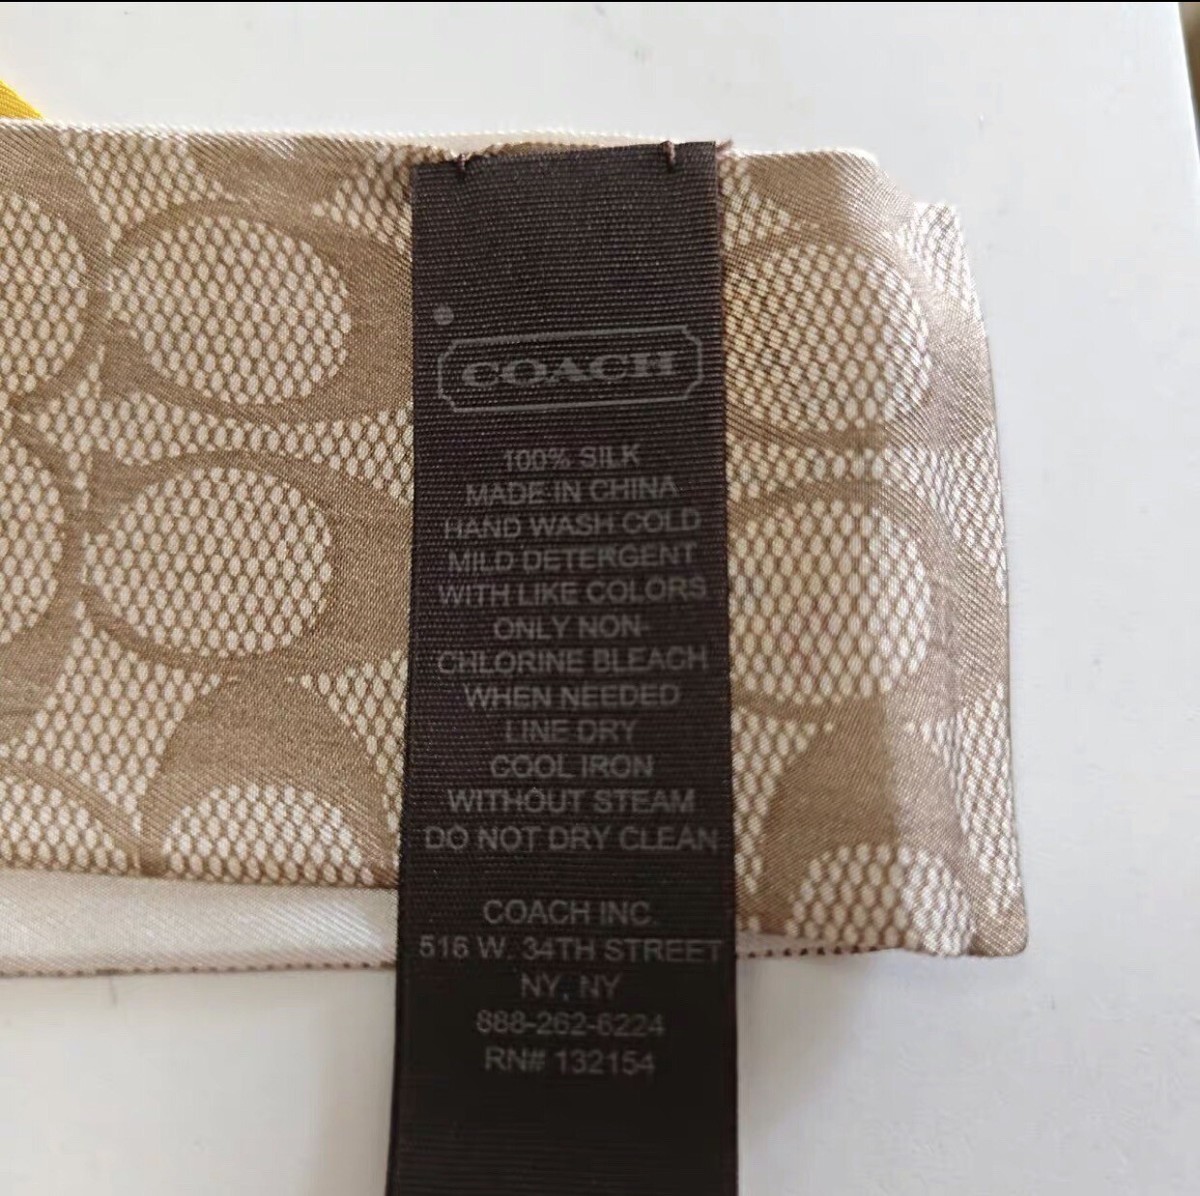 COACH
100% SILK
MADE IN CHINA
HAND WASH COLD
MILD DETERGENT
WITH LIKE COLORS
ONLY NON-
CHLORINE BLEACH
WHEN NEEDED
LINE DRY
COOL IRON
WITHOUT STEAM
DO NOT DRY CLEAN
COACH INC.
516 W. 34TH STREET
NY, NY
888-262-6224
RN# 132154